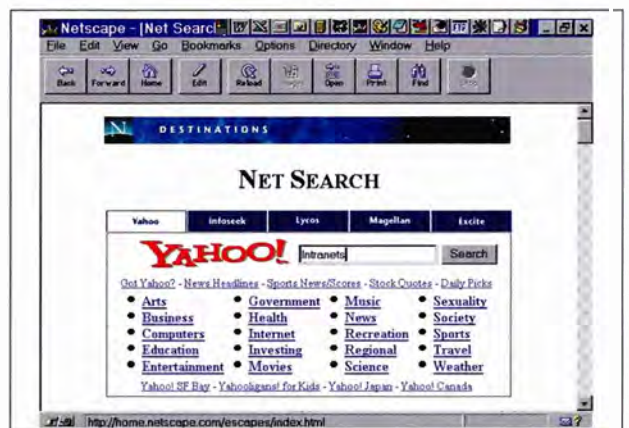 Netscape - [Net Search
File Edit View Go Bookmarks Options Directory Window Help
Back Forward Home Edit Reload Open Print Find
N DESTINATIONS
NET SEARCH
Yahoo infoseek Lycos Magellan Excite
YAHOO! Intranets Search
Got Yahoo? - News Headlines - Sports News/Scores - Stock Quotes - Daily Picks
Arts Government Music Sexuality
Business Health News Society
Computers Internet Recreation Sports
Education Investing Regional Travel
Entertainment Movies Science Weather
Yahoo! SF Bay - Yahooligans! for Kids - Yahoo! Japan - Yahoo! Canada
http://home.netscape.com/escapes/index.html